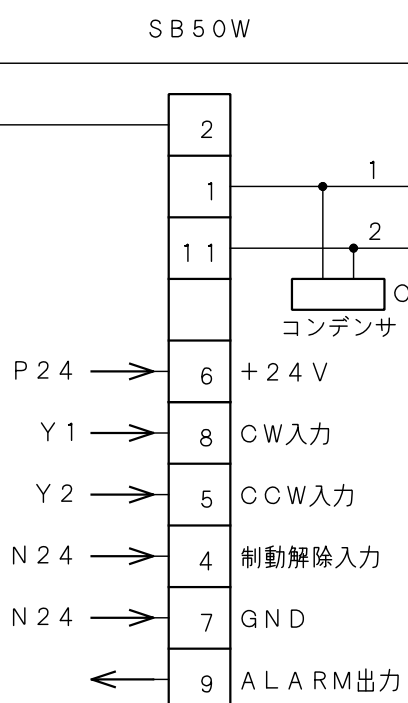 SB50W
2
1 1
11 2
コンデンサ
P24 6 +24V
Y1 8 CW入力
Y2 5 CCW入力
N24 4 制動解除入力
N24 7 GND
9 ALARM出力